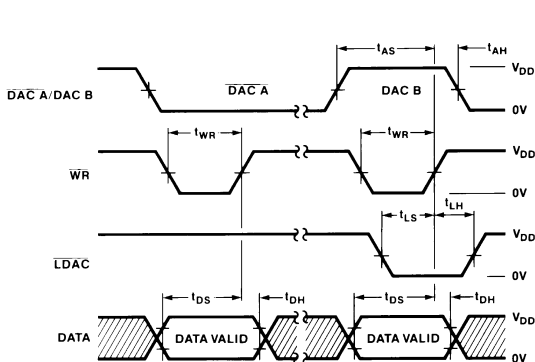 tAS
tAH
VDD
DAC A/DAC B
DAC A
DAC B
0V
tWR
tWR
VDD
WR
0V
tLS
tLH
VDD
LDAC
0V
tDS
tDH
tDS
tDH
VDD
DATA
DATA VALID
DATA VALID
0V